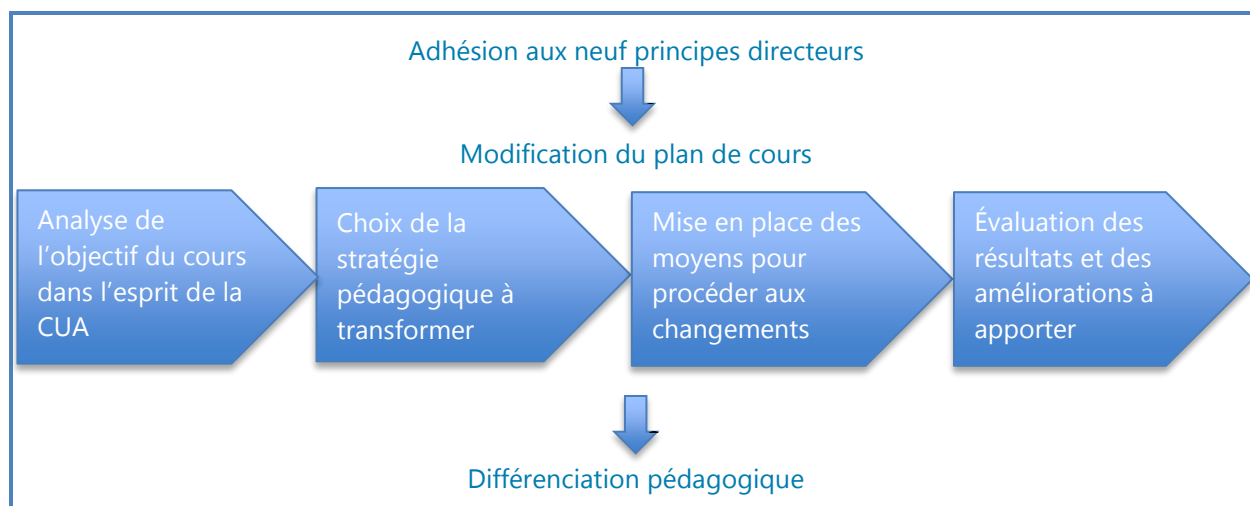 Adhésion aux neuf principes directeurs
Modification du plan de cours
Analyse de
l’objectif du cours
dans l’esprit de la
CUA
Choix de la
stratégie
pédagogique à
transformer
Mise en place des
moyens pour
procéder aux
changements
Évaluation des
résultats et des
améliorations à
apporter
Différenciation pédagogique